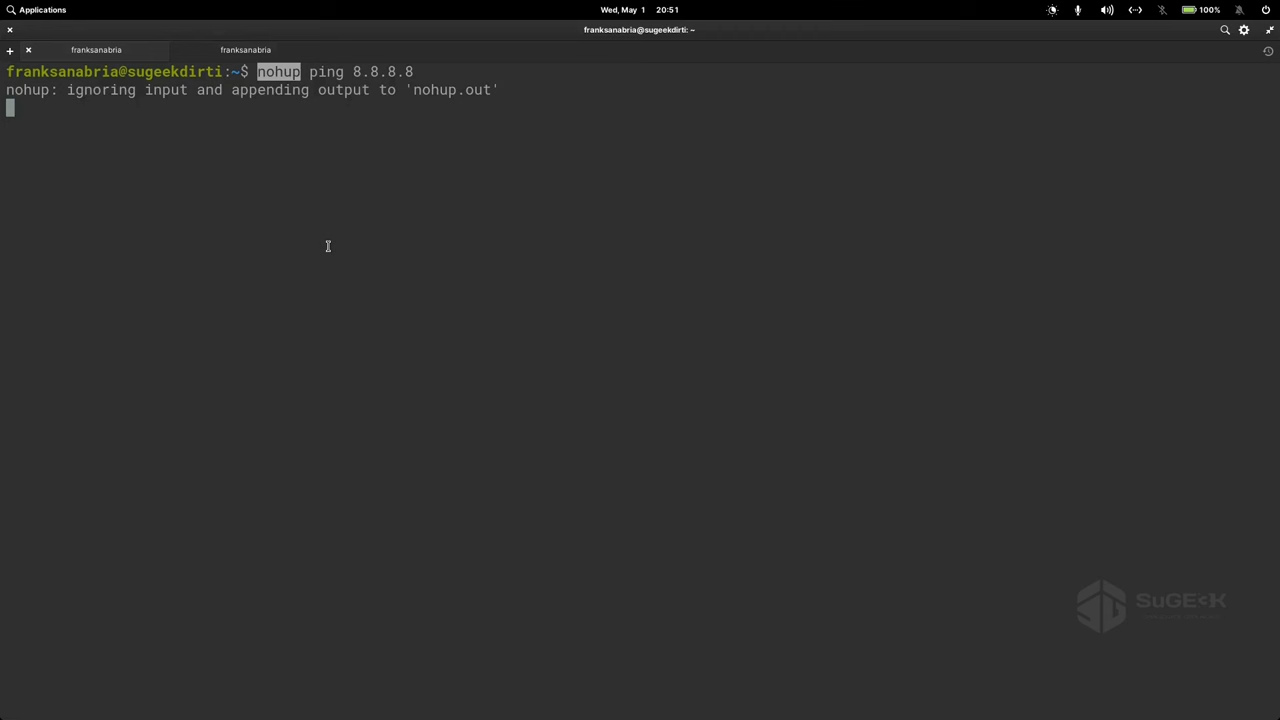 Applications
Wed, May 1 20:51
100%
franksanabria@sugeekdirti: ~
franksanabria
franksanabria
franksanabria@sugeekdirti:~$ nohup ping 8.8.8.8
nohup: ignoring input and appending output to 'nohup.out'
SuGE<K